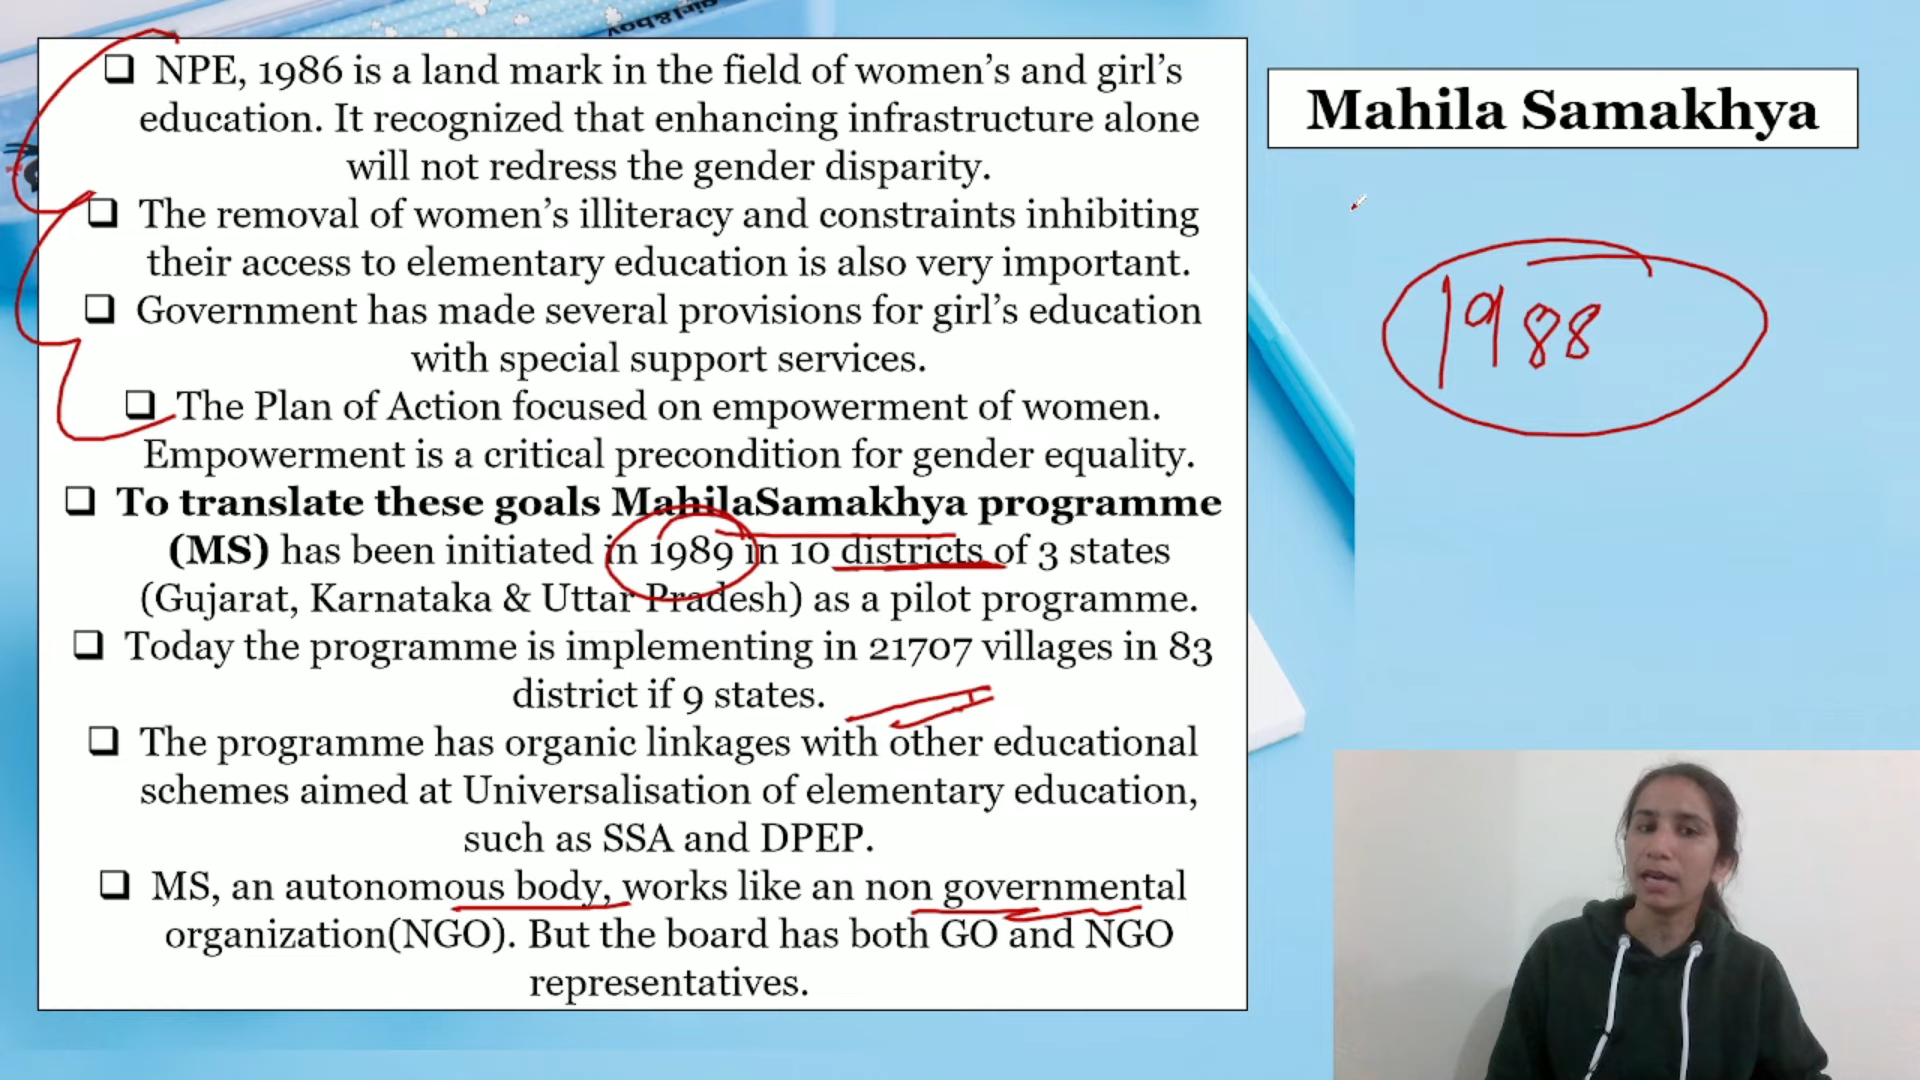 girl&boy
❑ NPE, 1986 is a land mark in the field of women’s and girl’s
education. It recognized that enhancing infrastructure alone
will not redress the gender disparity.
❑ The removal of women’s illiteracy and constraints inhibiting
their access to elementary education is also very important.
❑ Government has made several provisions for girl’s education
with special support services.
❑ The Plan of Action focused on empowerment of women.
Empowerment is a critical precondition for gender equality.
❑ To translate these goals MahilaSamakhya programme
(MS) has been initiated in 1989 in 10 districts of 3 states
(Gujarat, Karnataka & Uttar Pradesh) as a pilot programme.
❑ Today the programme is implementing in 21707 villages in 83
district if 9 states.
❑ The programme has organic linkages with other educational
schemes aimed at Universalisation of elementary education,
such as SSA and DPEP.
❑ MS, an autonomous body, works like an non governmental
organization(NGO). But the board has both GO and NGO
representatives.
Mahila Samakhya
1988